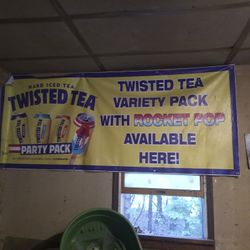 HARD ICED TEA
TWISTED TEA
PARTY PACK
TWISTED TEA
VARIETY PACK
WITH ROCKET POP
AVAILABLE
HERE!